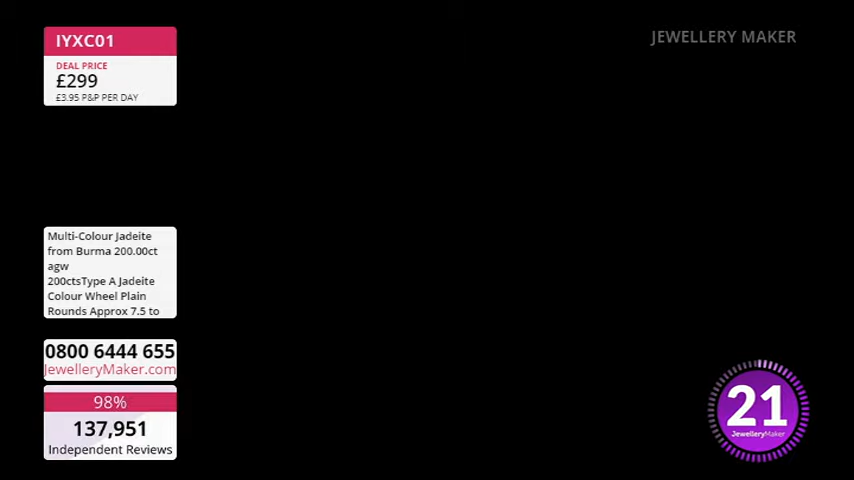 IYXC01
DEAL PRICE
£299
£3.95 P&P PER DAY
JEWELLERY MAKER
Multi-Colour Jadeite
from Burma 200.00ct
agw
200ctsType A Jadeite
Colour Wheel Plain
Rounds Approx 7.5 to
0800 6444 655
JewelleryMaker.com
98%
137,951
Independent Reviews
21
JewelleryMaker